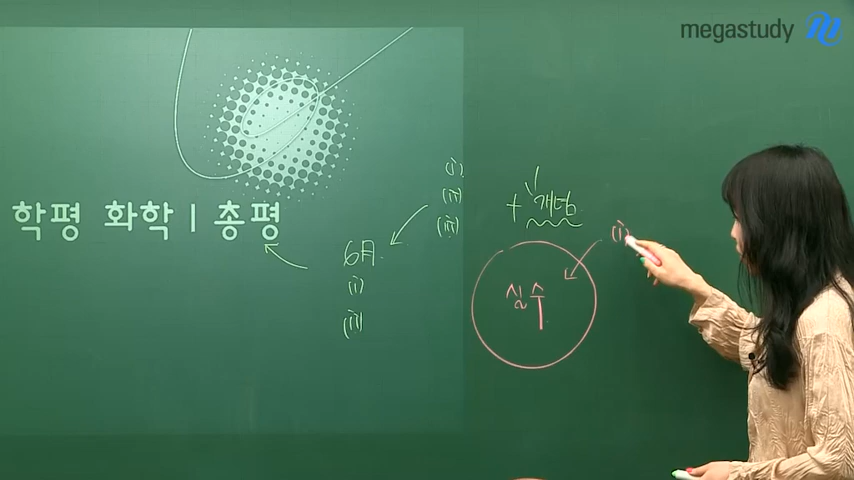 megastudy
학평 화학 I 총평
6月
(i)
(ii)
(i)
(ii)
(iii)
+ 개념
실수
(i)